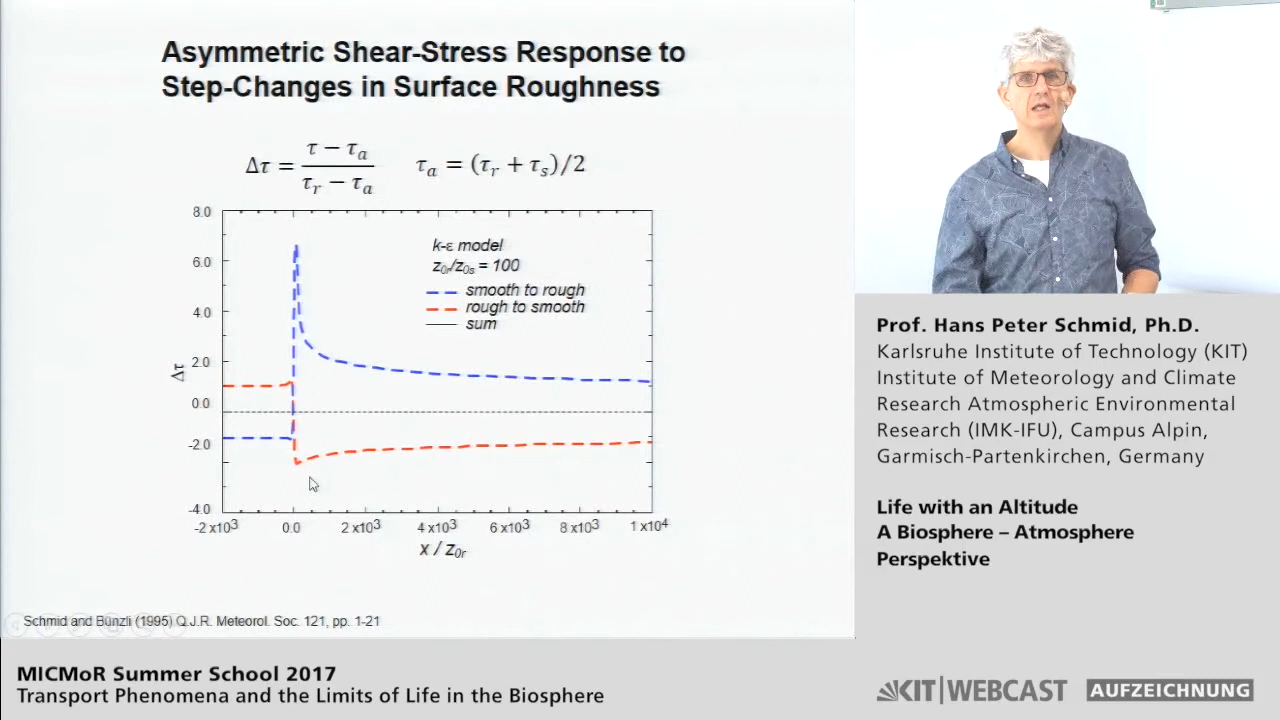 Asymmetric Shear-Stress Response to
Step-Changes in Surface Roughness
Δτ = (τ − τₐ)/(τᵣ − τₐ)    τₐ = (τᵣ + τₛ)/2
8.0
6.0
4.0
2.0
0.0
-2.0
-4.0
Δτ
k-ε model
z₀ᵣ/z₀ₛ = 100
smooth to rough
rough to smooth
sum
-2 x10³ 0.0 2 x10³ 4 x10³ 6 x10³ 8 x10³ 1 x10⁴
x / z₀ᵣ
Schmid and Bünzli (1995) Q.J.R. Meteorol. Soc. 121, pp. 1-21
Prof. Hans Peter Schmid, Ph.D.
Karlsruhe Institute of Technology (KIT)
Institute of Meteorology and Climate
Research Atmospheric Environmental
Research (IMK-IFU), Campus Alpin,
Garmisch-Partenkirchen, Germany
Life with an Altitude
A Biosphere – Atmosphere
Perspektive
MICMoR Summer School 2017
Transport Phenomena and the Limits of Life in the Biosphere
KIT|WEBCAST AUFZEICHNUNG